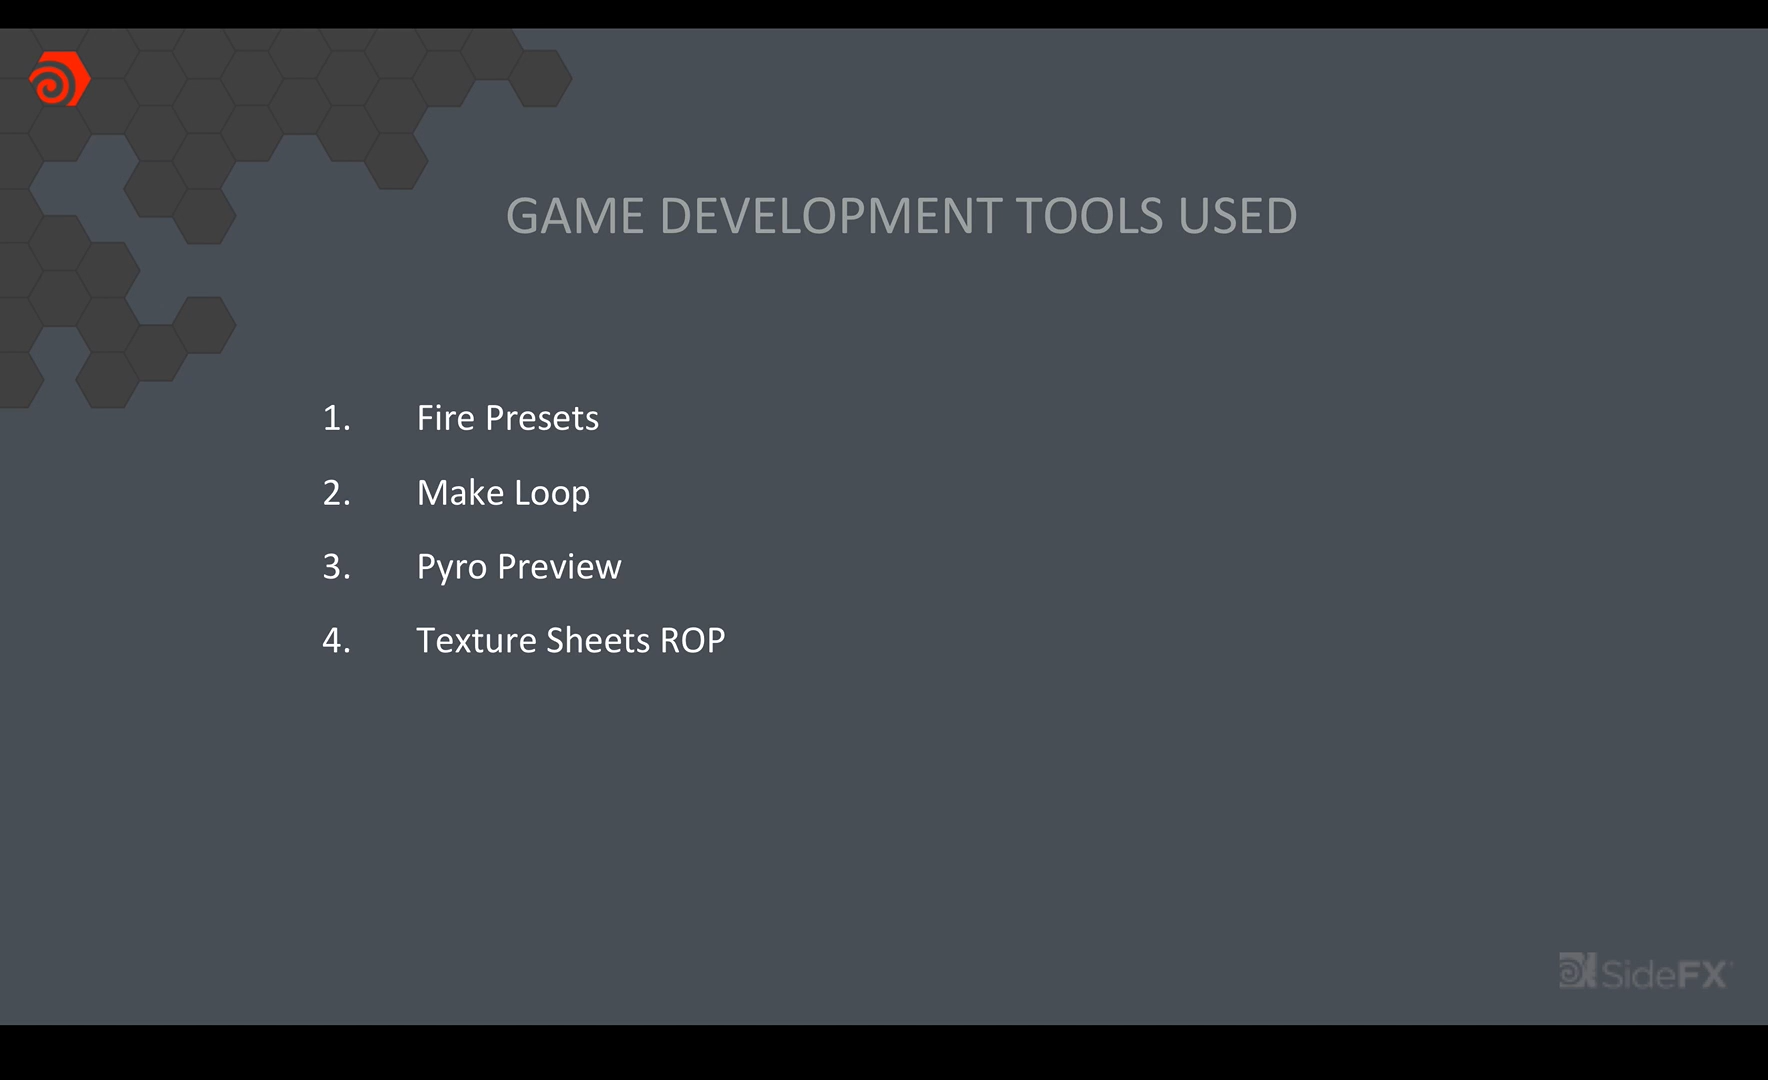 GAME DEVELOPMENT TOOLS USED
1. Fire Presets
2. Make Loop
3. Pyro Preview
4. Texture Sheets ROP
SideFX